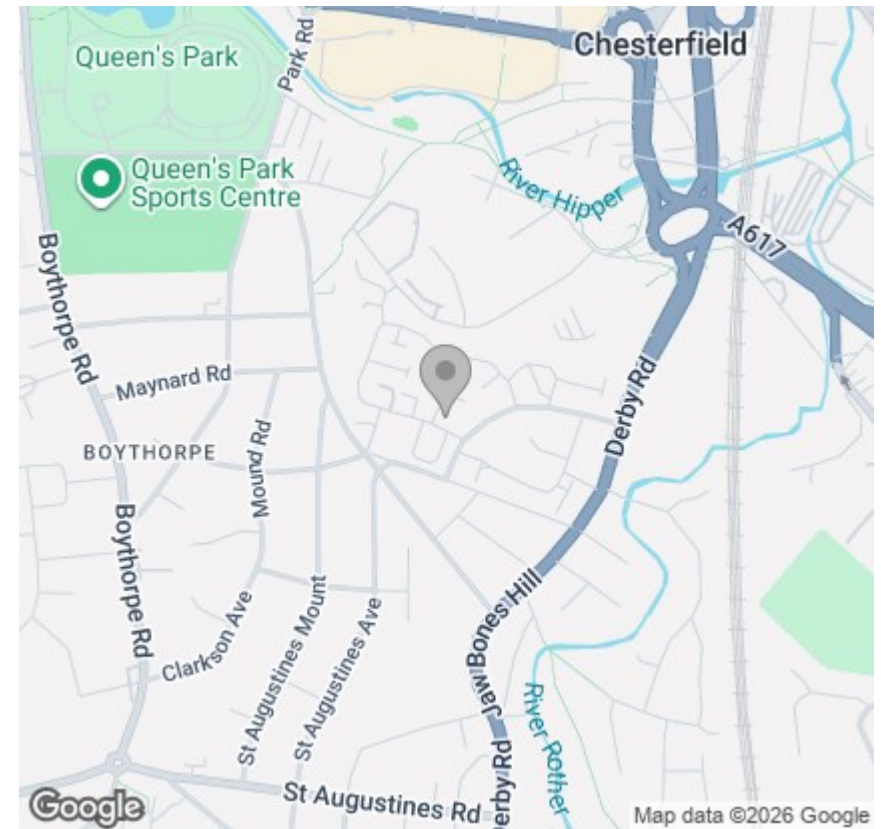 Queen's Park
Park Rd
Chesterfield
Queen's Park
Sports Centre
River Hipper
A617
Boythorpe Rd
Maynard Rd
Derby Rd
BOYTHORPE
Mound Rd
Boythorpe Rd
Clarkson Ave
St Augustines Mount
St Augustines Ave
Jaw Bones Hill
River Rother
Derby Rd
St Augustines Rd
Google
Map data ©2026 Google